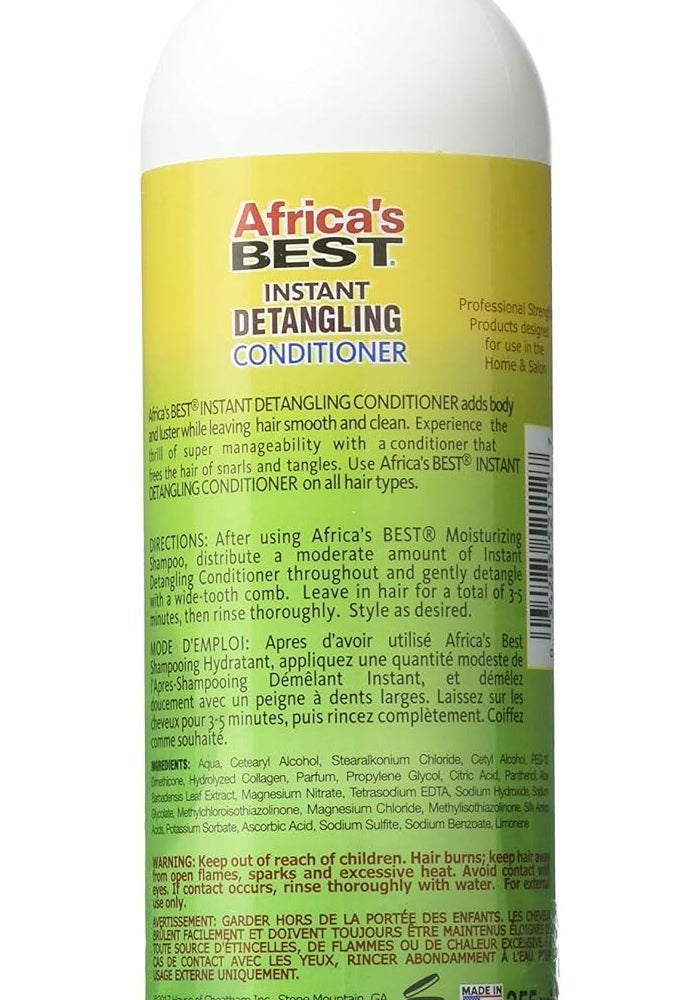 Africa's
BEST®
INSTANT
DETANGLING
CONDITIONER
Professional Strength
Products designed
for use in the
Home & Salon
Africa's BEST® INSTANT DETANGLING CONDITIONER adds body
and luster while leaving hair smooth and clean. Experience the
thrill of super manageability with a conditioner that
frees the hair of snarls and tangles. Use Africa's BEST® INSTANT
DETANGLING CONDITIONER on all hair types.
DIRECTIONS: After using Africa's BEST® Moisturizing
Shampoo, distribute a moderate amount of Instant
Detangling Conditioner throughout and gently detangle
with a wide-tooth comb. Leave in hair for a total of 3-5
minutes, then rinse thoroughly. Style as desired.
MODE D'EMPLOI: Apres d'avoir utilisé Africa's Best
Shampooing Hydratant, appliquez une quantité modeste de
l'Apres-Shampooing Démêlant Instant, et démêlez
doucement avec un peigne à dents larges. Laissez sur les
cheveux pour 3-5 minutes, puis rincez complètement. Coiffez
comme souhaité.
INGREDIENTS: Aqua, Cetearyl Alcohol, Stearalkonium Chloride, Cetyl Alcohol,
Dimethicone, Hydrolyzed Collagen, Parfum, Propylene Glycol, Citric Acid, Panthenol, Aloe
Barbadensis Leaf Extract, Magnesium Nitrate, Tetrasodium EDTA, Sodium Hydroxide, Sodium
Glycolate, Methylchloroisothiazolinone, Magnesium Chloride, Methylisothiazolinone, Silk Amino
Acids, Potassium Sorbate, Ascorbic Acid, Sodium Sulfite, Sodium Benzoate, Limonene
WARNING: Keep out of reach of children. Hair burns; keep hair away
from open flames, sparks and excessive heat. Avoid contact with
eyes. If contact occurs, rinse thoroughly with water. For external
use only.
AVERTISSEMENT: GARDER HORS DE LA PORTÉE DES ENFANTS. LES CHEVEUX
BRÛLENT FACILEMENT ET DOIVENT TOUJOURS ÊTRE MAINTENUS ÉLOIGNÉS DE
TOUTE SOURCE D'ÉTINCELLES, DE FLAMMES OU DE CHALEUR EXCESSIVE.
CAS DE CONTACT AVEC LES YEUX, RINCER ABONDAMMENT À L'EAU. POUR
USAGE EXTERNE UNIQUEMENT.
©2017 House of Cheatham, Inc., Stone Mountain, GA
MADE IN